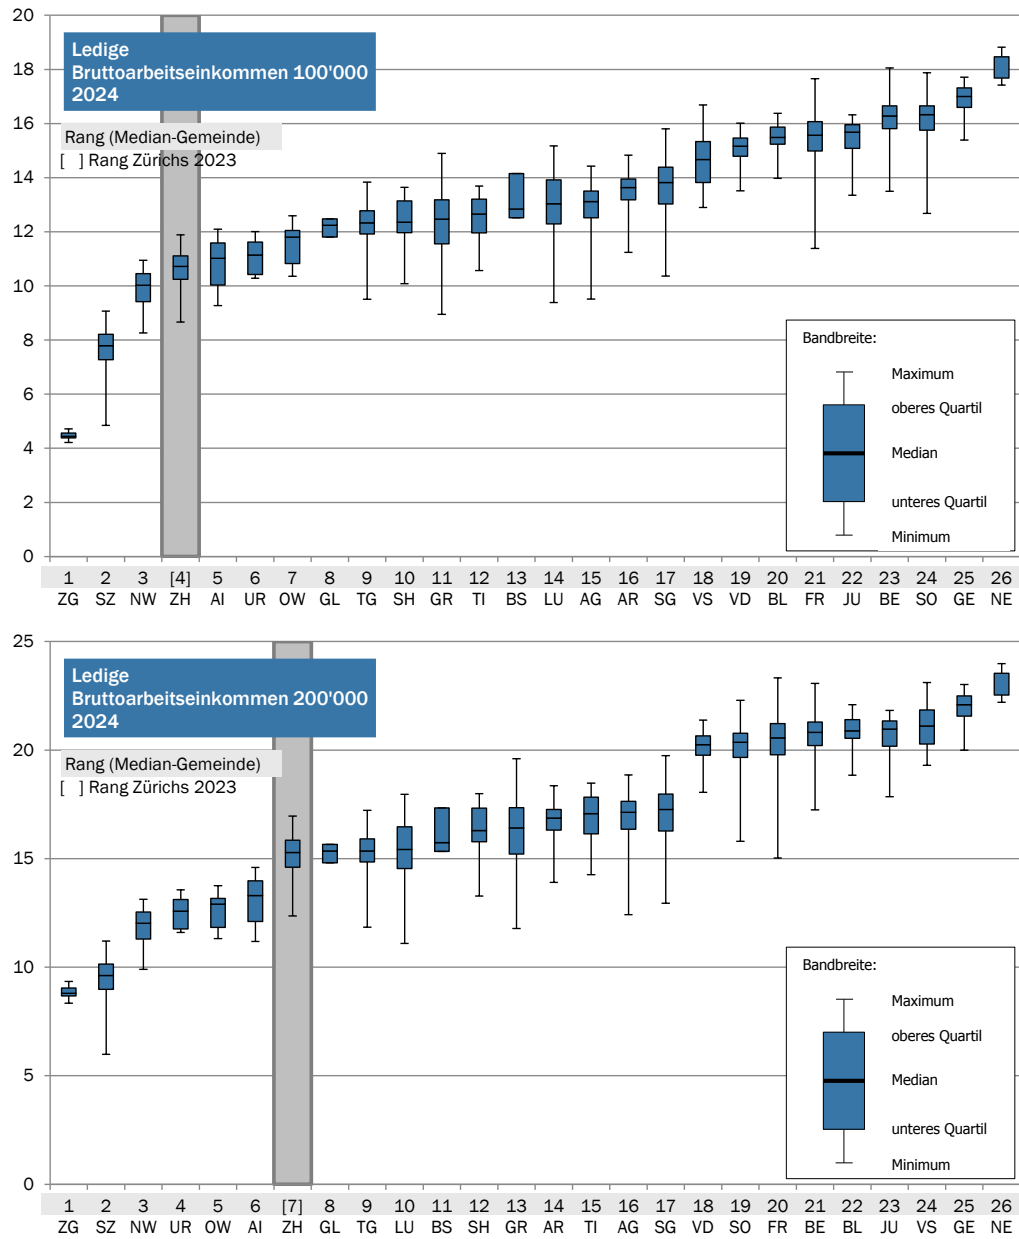 20
18
16
14
12
10
8
6
4
2
0
Ledige
Bruttoarbeitseinkommen 100'000
2024
Rang (Median-Gemeinde)
[ ] Rang Zürichs 2023
Bandbreite:
Maximum
oberes Quartil
Median
unteres Quartil
Minimum
1 2 3 [4] 5 6 7 8 9 10 11 12 13 14 15 16 17 18 19 20 21 22 23 24 25 26
ZG SZ NW ZH AI UR OW GL TG SH GR TI BS LU AG AR SG VS VD BL FR JU BE SO GE NE
25
20
15
10
5
0
Ledige
Bruttoarbeitseinkommen 200'000
2024
Rang (Median-Gemeinde)
[ ] Rang Zürichs 2023
Bandbreite:
Maximum
oberes Quartil
Median
unteres Quartil
Minimum
1 2 3 4 5 6 [7] 8 9 10 11 12 13 14 15 16 17 18 19 20 21 22 23 24 25 26
ZG SZ NW UR OW AI ZH GL TG LU BS SH GR AR TI AG SG VD SO FR BE BL JU VS GE NE